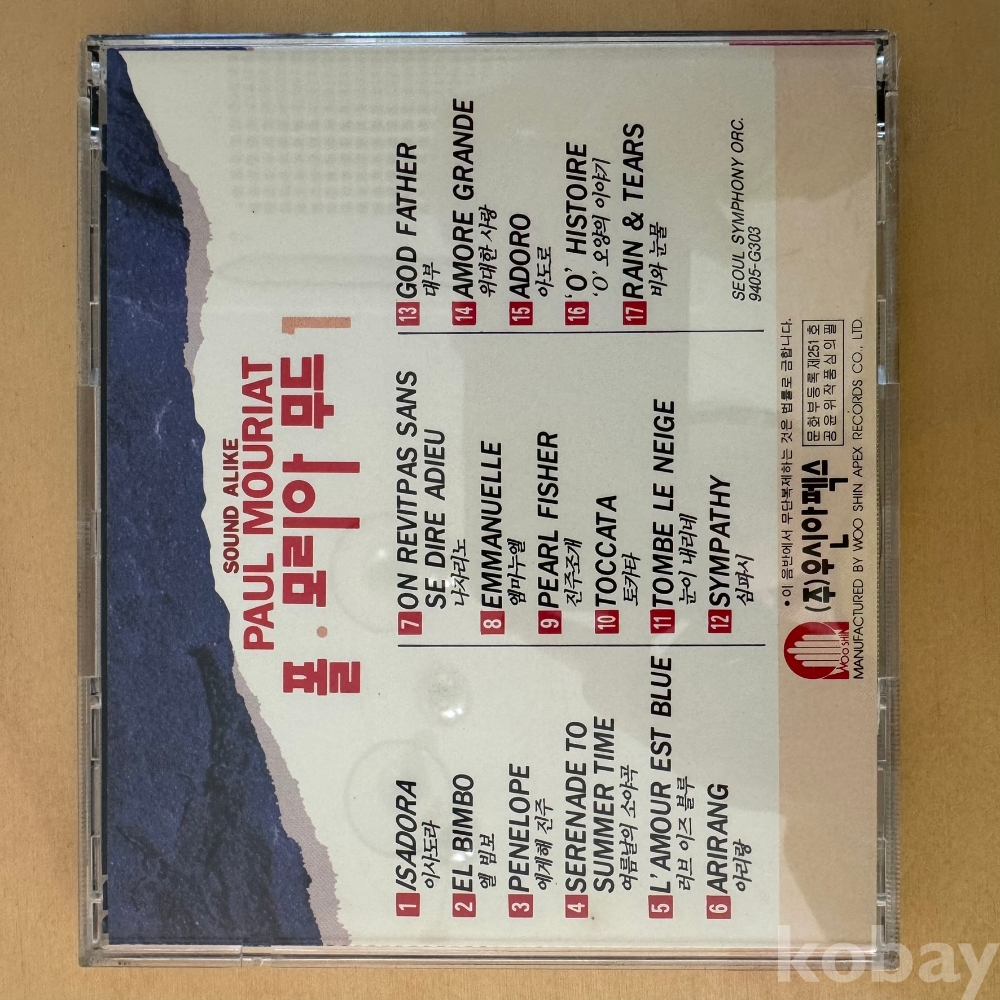 SOUND ALIKE
PAUL MOURIAT
폴·모리아 무드 1
1 ISADORA
이사도라
2 EL BIMBO
엘 빔보
3 PENELOPE
에게해 진주
4 SERENADE TO
SUMMER TIME
여름날의 소야곡
5 L'AMOUR EST BLUE
러브 이즈 블루
6 ARIRANG
아리랑
7 ON REVITPAS SANS
SE DIRE ADIEU
나자리노
8 EMMANUELLE
엠마누엘
9 PEARL FISHER
진주조개
10 TOCCATA
토카타
11 TOMBE LE NEIGE
눈이 내리네
12 SYMPATHY
심파시
13 GOD FATHER
대부
14 AMORE GRANDE
위대한 사랑
15 ADORO
아도로
16 'O' HISTOIRE
'O' 오양의 이야기
17 RAIN & TEARS
비와 눈물
SEOUL SYMPHONY ORC.
9405-G303
• 이 음반에서 무단복제하는 것은 법률로 금합니다.
WOO SHIN
(주)우신아펙스
문화부등록 제251호
공윤위작품심의필
MANUFACTURED BY WOO SHIN APEX RECORDS CO., LTD.
kobay